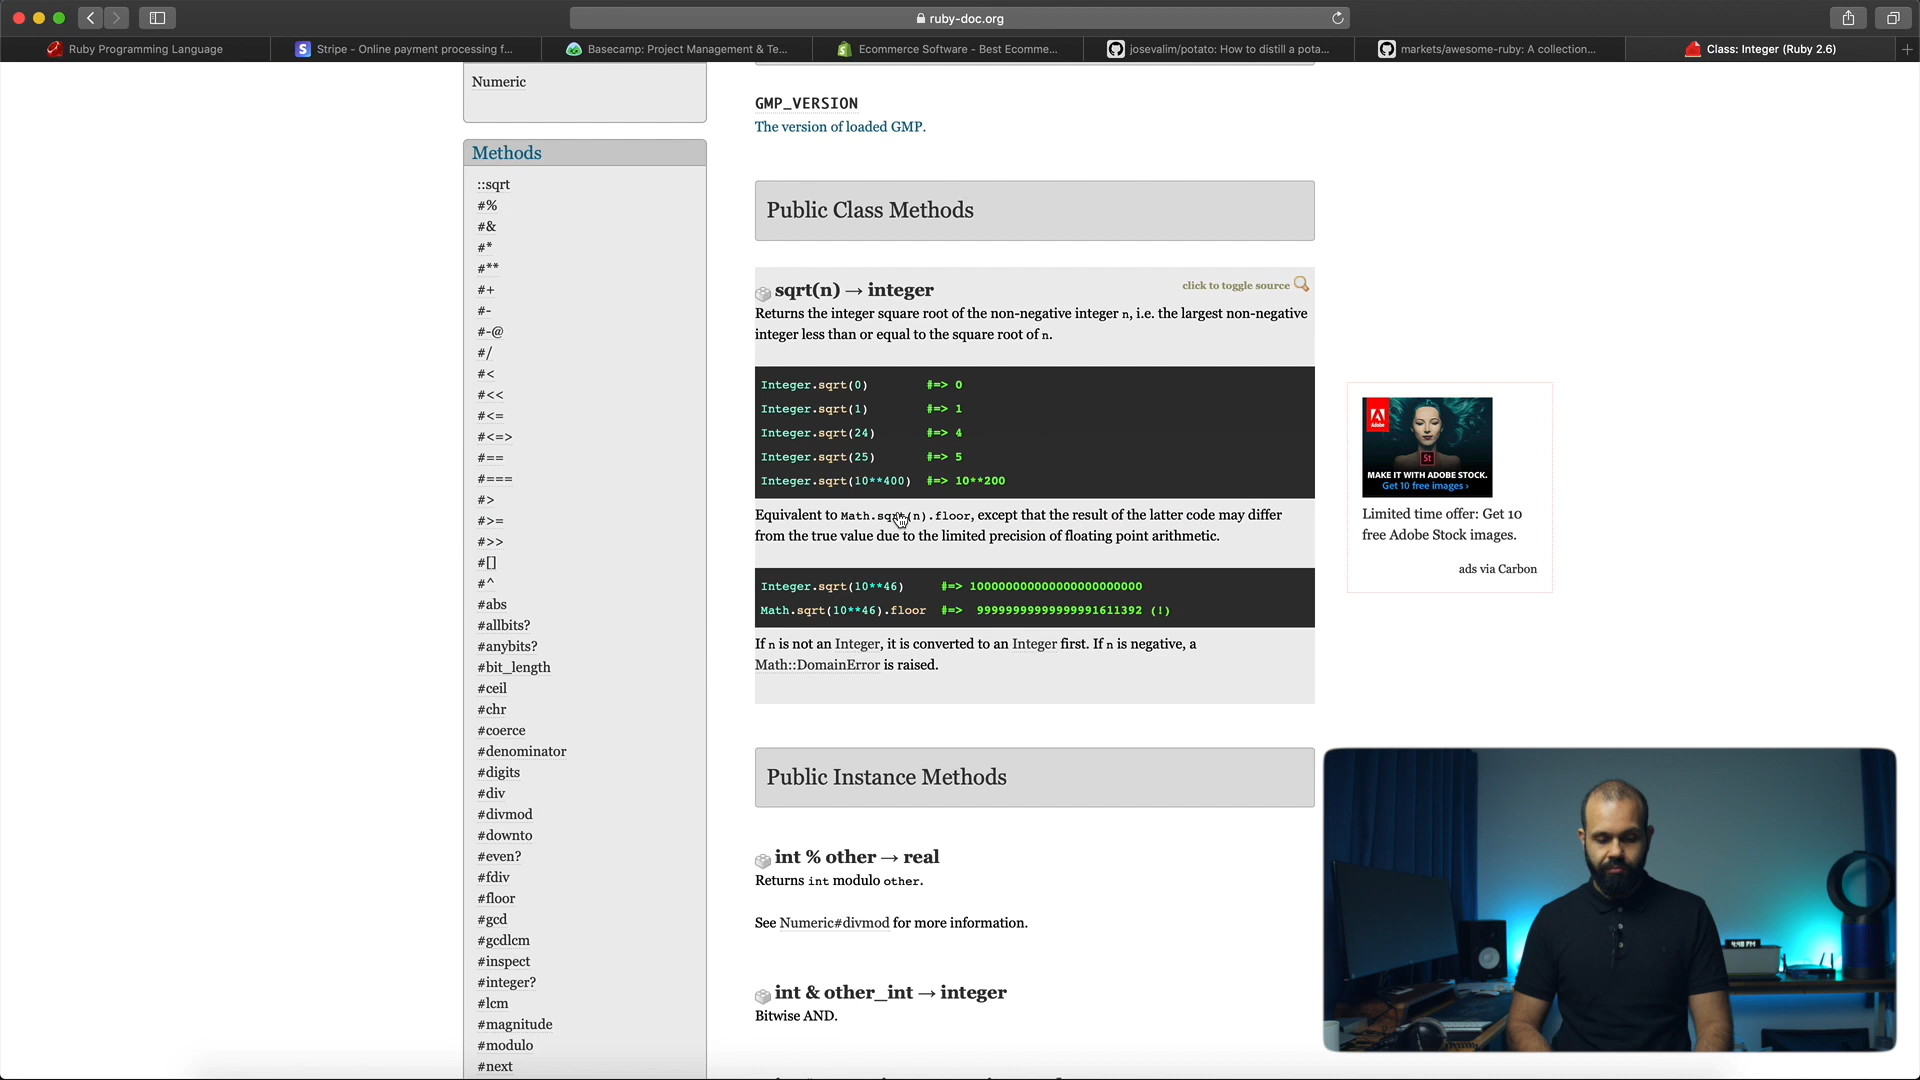 ruby-doc.org
Ruby Programming Language
Stripe - Online payment processing f...
Basecamp: Project Management & Te...
Ecommerce Software - Best Ecomme...
josevalim/potato: How to distill a pota...
markets/awesome-ruby: A collection...
Class: Integer (Ruby 2.6)
Numeric
Methods
::sqrt
#%
#&
#*
#**
#+
#-
#-@
#/
#<
#<<
#<=
#<=>
#==
#===
#>
#>=
#>>
#[]
#^
#abs
#allbits?
#anybits?
#bit_length
#ceil
#chr
#coerce
#denominator
#digits
#div
#divmod
#downto
#even?
#fdiv
#floor
#gcd
#gcdlcm
#inspect
#integer?
#lcm
#magnitude
#modulo
#next
GMP_VERSION
The version of loaded GMP.
Public Class Methods
sqrt(n) → integer
click to toggle source
Returns the integer square root of the non-negative integer n, i.e. the largest non-negative
integer less than or equal to the square root of n.
Integer.sqrt(0) #=> 0
Integer.sqrt(1) #=> 1
Integer.sqrt(24) #=> 4
Integer.sqrt(25) #=> 5
Integer.sqrt(10**400) #=> 10**200
Equivalent to Math.sqrt(n).floor, except that the result of the latter code may differ
from the true value due to the limited precision of floating point arithmetic.
Integer.sqrt(10**46) #=> 100000000000000000000000
Math.sqrt(10**46).floor #=> 99999999999999991611392 (!)
If n is not an Integer, it is converted to an Integer first. If n is negative, a
Math::DomainError is raised.
Public Instance Methods
int % other → real
Returns int modulo other.
See Numeric#divmod for more information.
int & other_int → integer
Bitwise AND.
Adobe
St
MAKE IT WITH ADOBE STOCK.
Get 10 free images ›
Limited time offer: Get 10
free Adobe Stock images.
ads via Carbon
4:48 PM